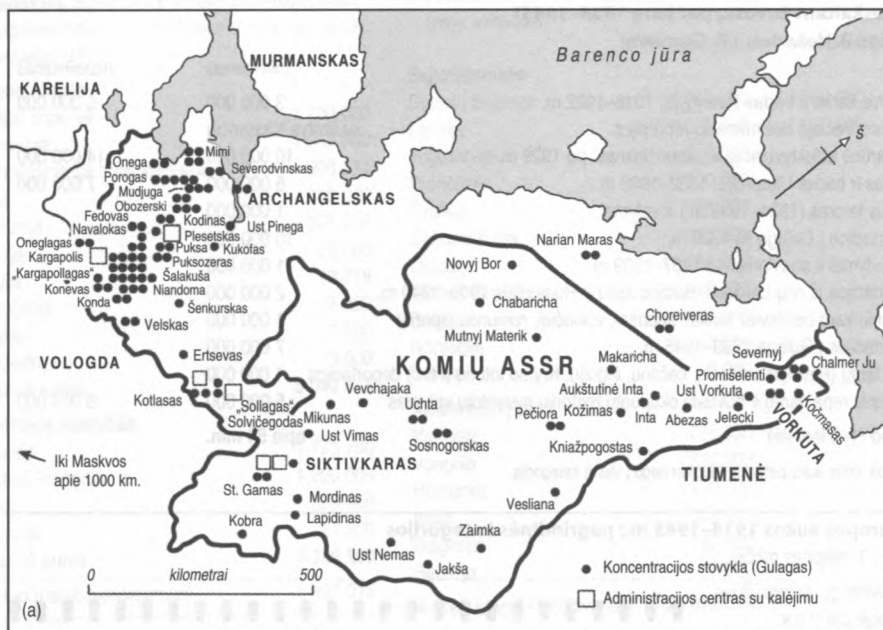 MURMANSKAS
Barenco jūra
KARELIJA
Š
Mimi
Onega
Severodvinskas
Porogas
Mudjuga
ARCHANGELSKAS
Obozerski
Fedovas
Kodinas
Ust Pinega
Navalokas
Plesetskas
Narian Maras
Oneglagas
Puksa
Kukolas
Kargapolis
Puksozeras
Novyj Bor
„Kargapollagas"
Šalakuša
Konevas
Niandoma
Chabaricha
Konda
Šenkurskas
Choreiveras
Velskas
Mutnyj Materik
Severnyj
Chalmer Ju
VOLOGDA
Ertsevas
KOMI ASSR
Makaricha
Promišlenyj
Kotlasas
Verchajaka
Aukštutinė Inta
Ust Vorkuta
„Sollagas"
Uchta
Pečiora
Kožimas
Kočmasas
Solvičegodas
Mikunas
Inta
Abezas
Jelecki
VORKUTA
Ust Vimas
Sosnogorskas
Iki Maskvos
apie 1000 km.
SIKTIVKARAS
Kniažpogostas
TIUMENĖ
St. Gamas
Mordinas
Vesliana
Kobra
Lapidinas
Zaimka
Ust Nemas
Jakša
0 kilometrai 500
Koncentracijos stovykla (Gulagas)
Administracijos centras su kalėjimu
(a)